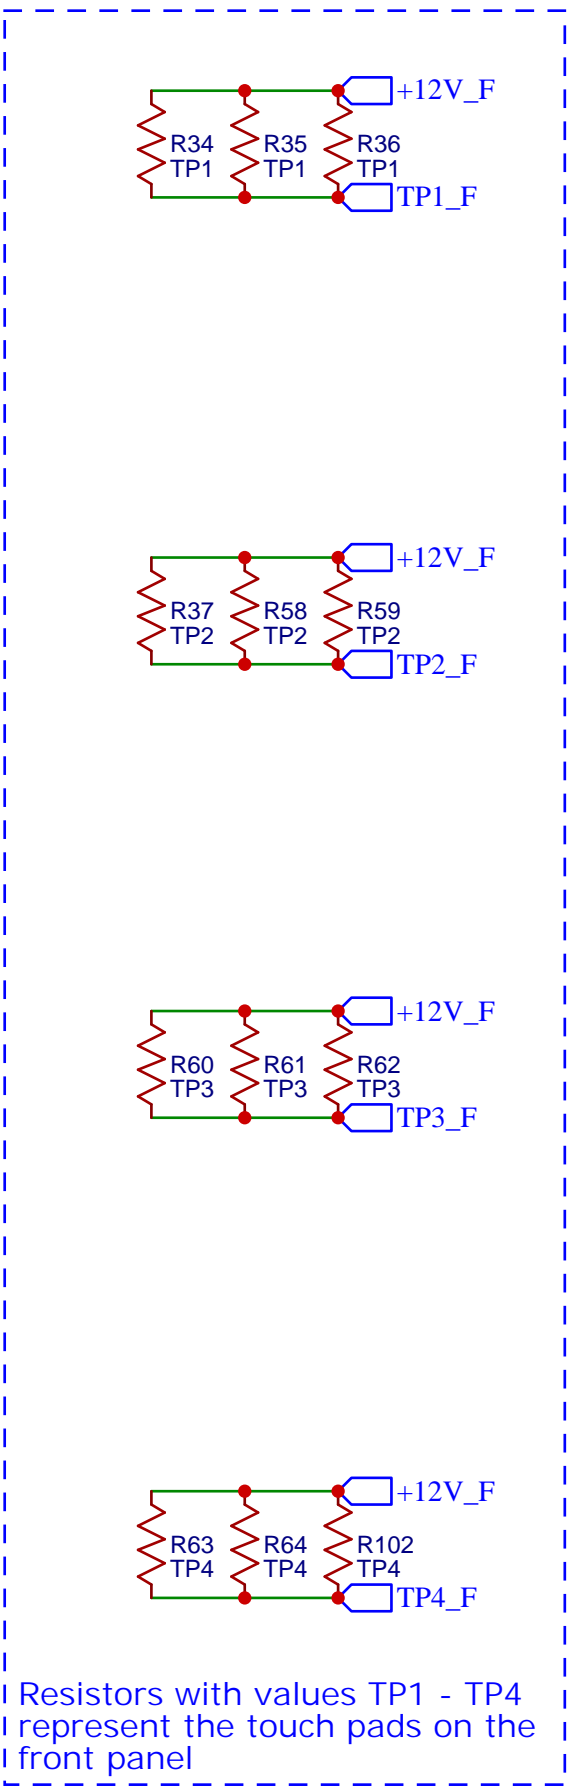 +12V_F
R34 R35 R36
TP1 TP1 TP1
TP1_F
+12V_F
R37 R58 R59
TP2 TP2 TP2
TP2_F
+12V_F
R60 R61 R62
TP3 TP3 TP3
TP3_F
+12V_F
R63 R64 R102
TP4 TP4 TP4
TP4_F
Resistors with values TP1 - TP4
represent the touch pads on the
front panel